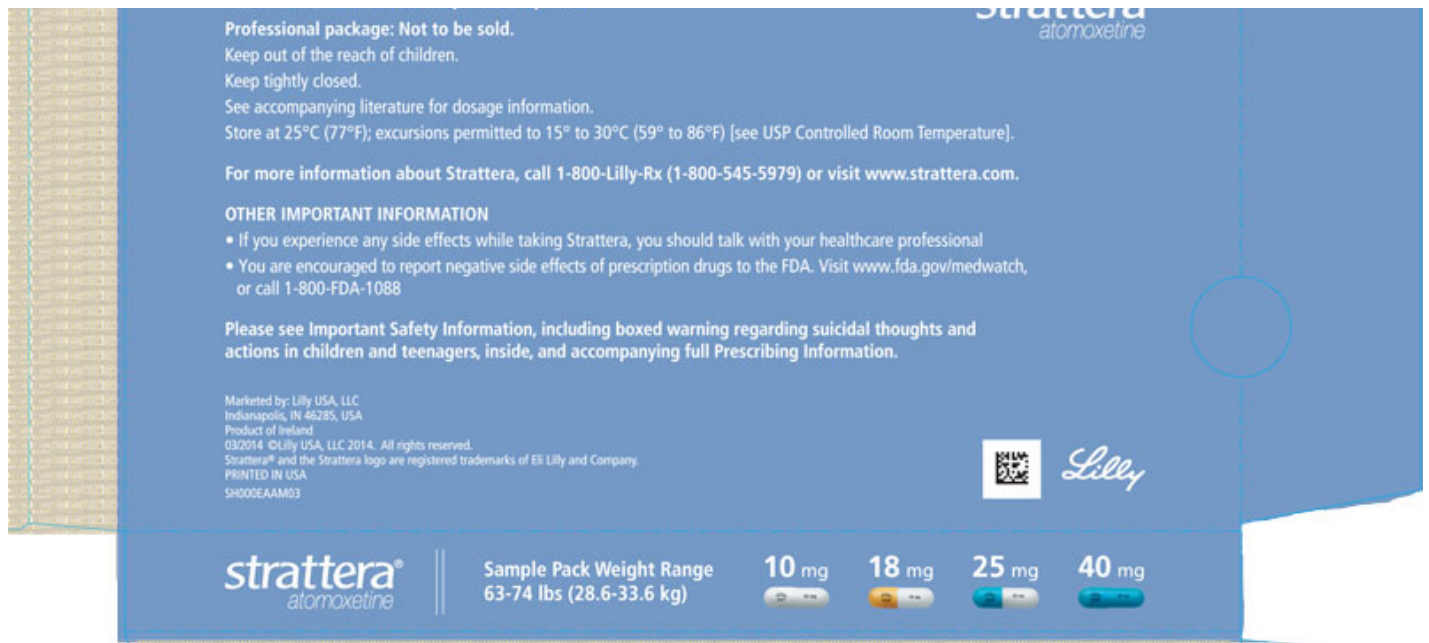 strattera
atomoxetine
Professional package: Not to be sold.
Keep out of the reach of children.
Keep tightly closed.
See accompanying literature for dosage information.
Store at 25°C (77°F); excursions permitted to 15° to 30°C (59° to 86°F) [see USP Controlled Room Temperature].
For more information about Strattera, call 1-800-Lilly-Rx (1-800-545-5979) or visit www.strattera.com.
OTHER IMPORTANT INFORMATION
• If you experience any side effects while taking Strattera, you should talk with your healthcare professional
• You are encouraged to report negative side effects of prescription drugs to the FDA. Visit www.fda.gov/medwatch,
or call 1-800-FDA-1088
Please see Important Safety Information, including boxed warning regarding suicidal thoughts and
actions in children and teenagers, inside, and accompanying full Prescribing Information.
Marketed by: Lilly USA, LLC
Indianapolis, IN 46285, USA
Product of Ireland
03/2014 ©Lilly USA, LLC 2014. All rights reserved.
Strattera® and the Strattera logo are registered trademarks of Eli Lilly and Company.
PRINTED IN USA
SH000EAAM03
Lilly
strattera®
atomoxetine
Sample Pack Weight Range
63-74 lbs (28.6-33.6 kg)
10 mg
18 mg
25 mg
40 mg